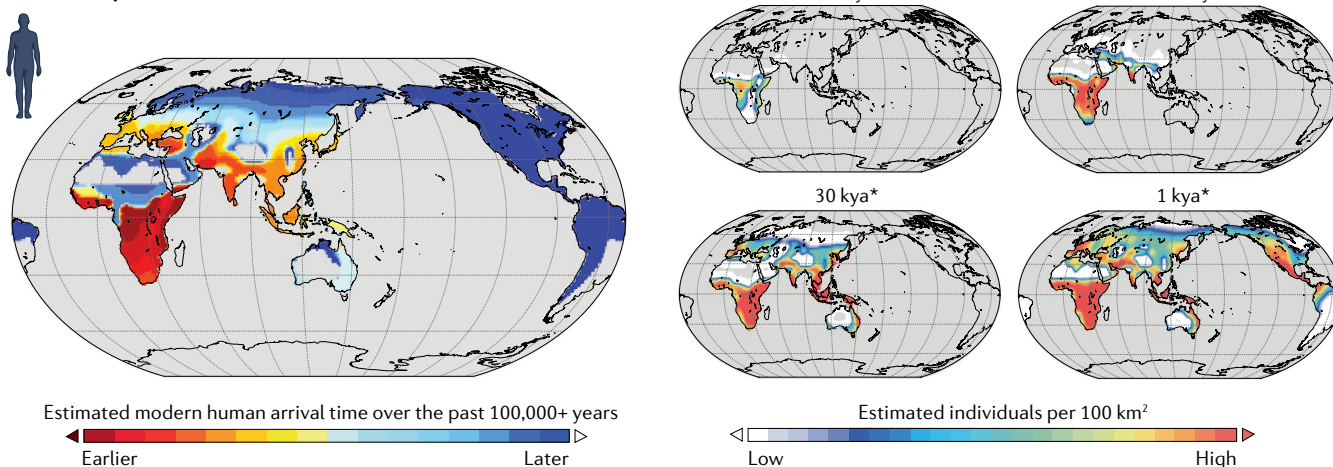 30 kya*
1 kya*
Estimated modern human arrival time over the past 100,000+ years
Earlier
Later
Estimated individuals per 100 km²
Low
High